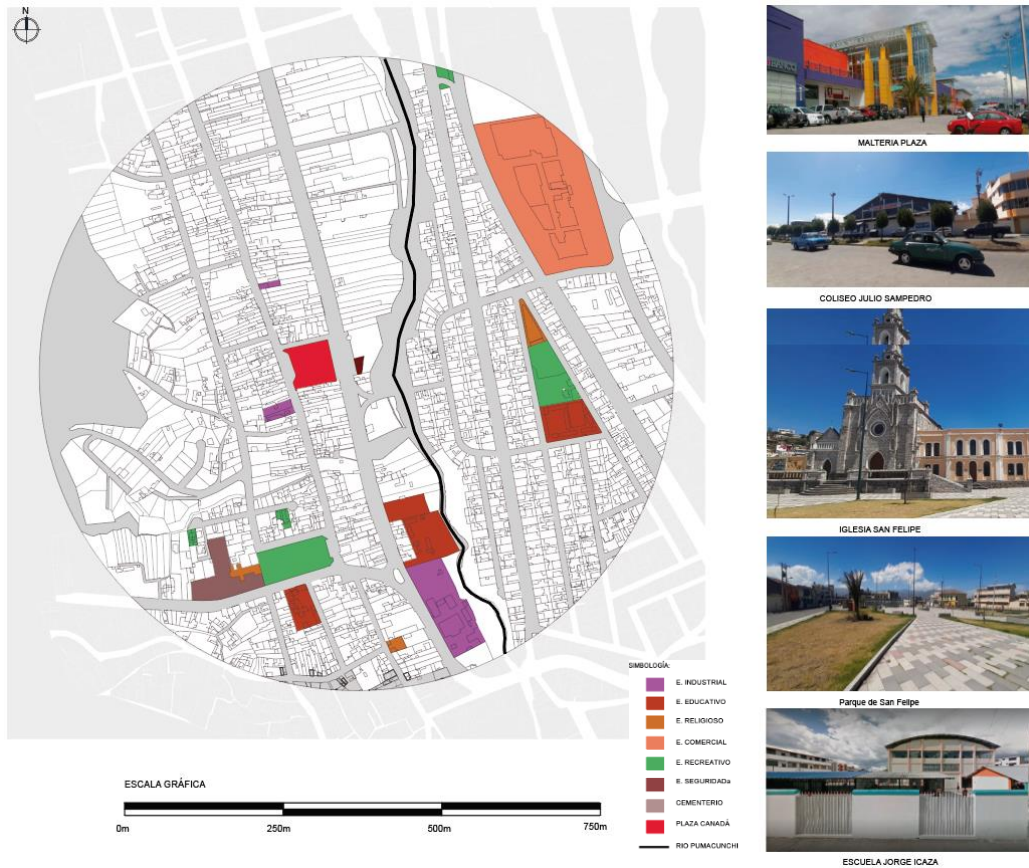 N
MALTERIA PLAZA
COLISEO JULIO SAMPEDRO
IGLESIA SAN FELIPE
Parque de San Felipe
ESCUELA JORGE ICAZA
SIMBOLOGÍA:
E. INDUSTRIAL
E. EDUCATIVO
E. RELIGIOSO
E. COMERCIAL
E. RECREATIVO
E. SEGURIDADa
CEMENTERIO
PLAZA CANADÁ
RIO PUMACUNCHI
ESCALA GRÁFICA
0m 250m 500m 750m